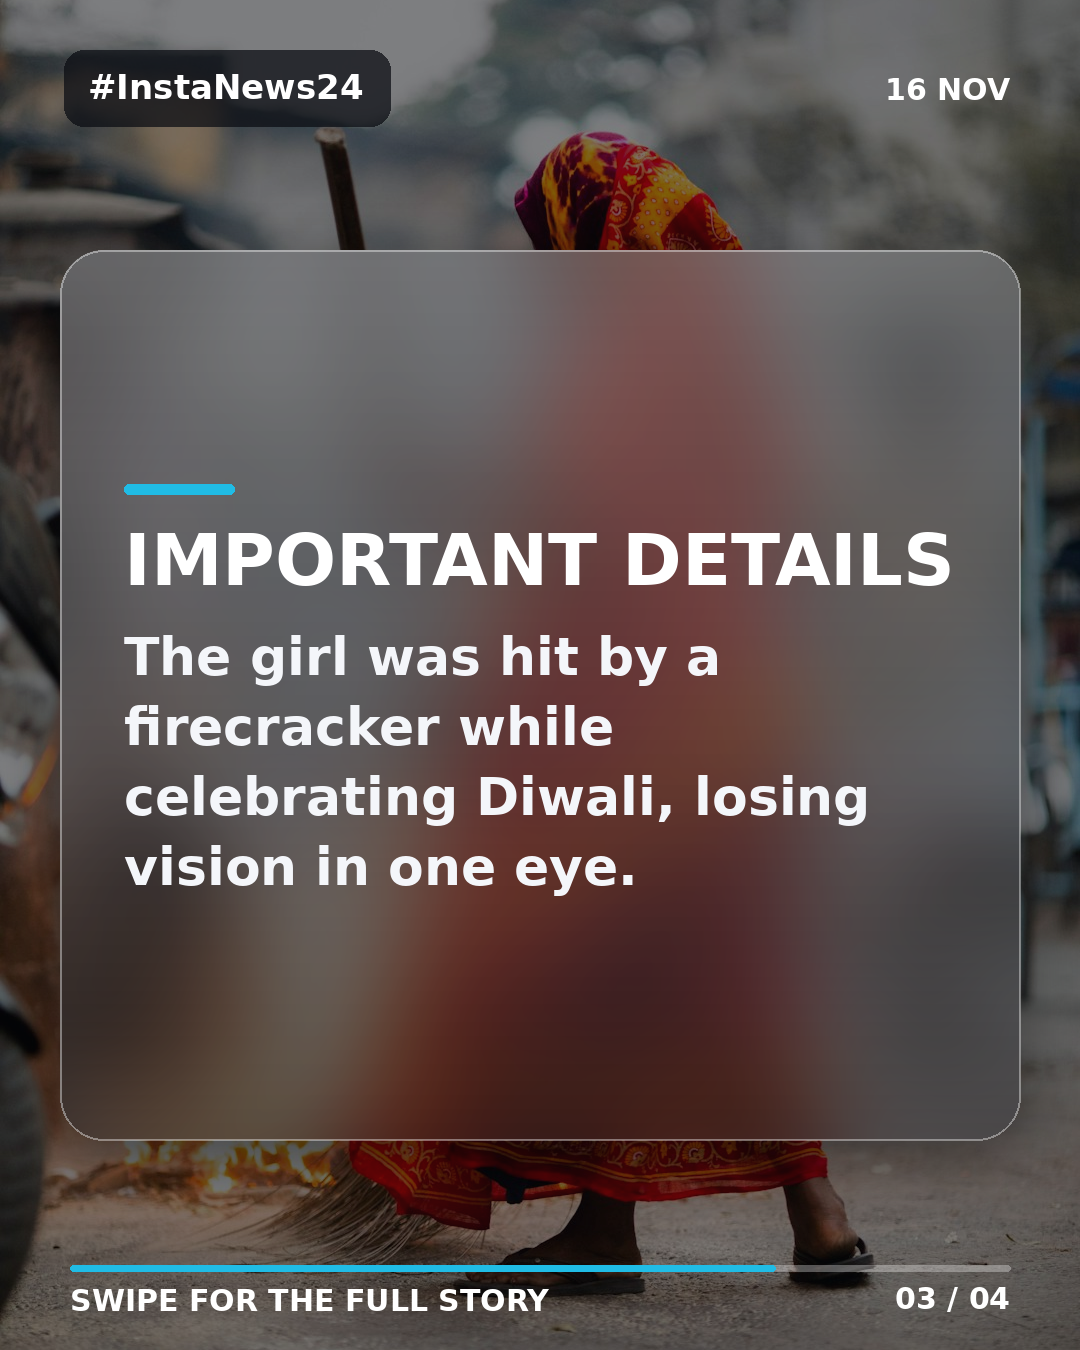 #InstaNews24
16 NOV
IMPORTANT DETAILS
The girl was hit by a
firecracker while
celebrating Diwali, losing
vision in one eye.
SWIPE FOR THE FULL STORY
03 / 04